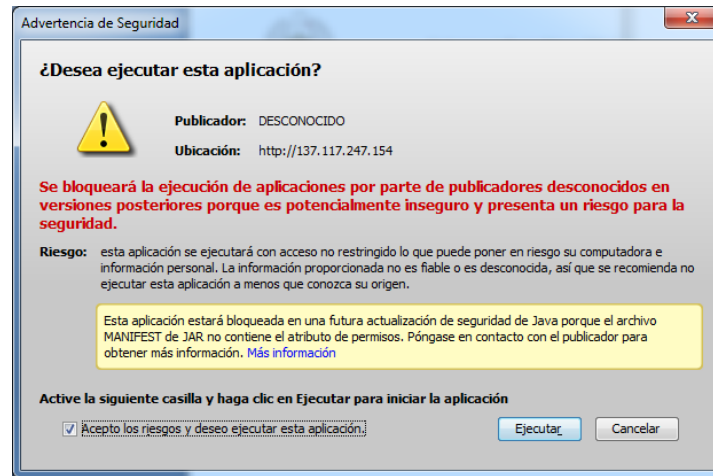 Advertencia de Seguridad
¿Desea ejecutar esta aplicación?
Publicador: DESCONOCIDO
Ubicación: http://137.117.247.154
Se bloqueará la ejecución de aplicaciones por parte de publicadores desconocidos en
versiones posteriores porque es potencialmente inseguro y presenta un riesgo para la
seguridad.
Riesgo: esta aplicación se ejecutará con acceso no restringido lo que puede poner en riesgo su computadora e
información personal. La información proporcionada no es fiable o es desconocida, así que se recomienda no
ejecutar esta aplicación a menos que conozca su origen.
Esta aplicación estará bloqueada en una futura actualización de seguridad de Java porque el archivo
MANIFEST de JAR no contiene el atributo de permisos. Póngase en contacto con el publicador para
obtener más información. Más información
Active la siguiente casilla y haga clic en Ejecutar para iniciar la aplicación
Acepto los riesgos y deseo ejecutar esta aplicación.
Ejecutar
Cancelar